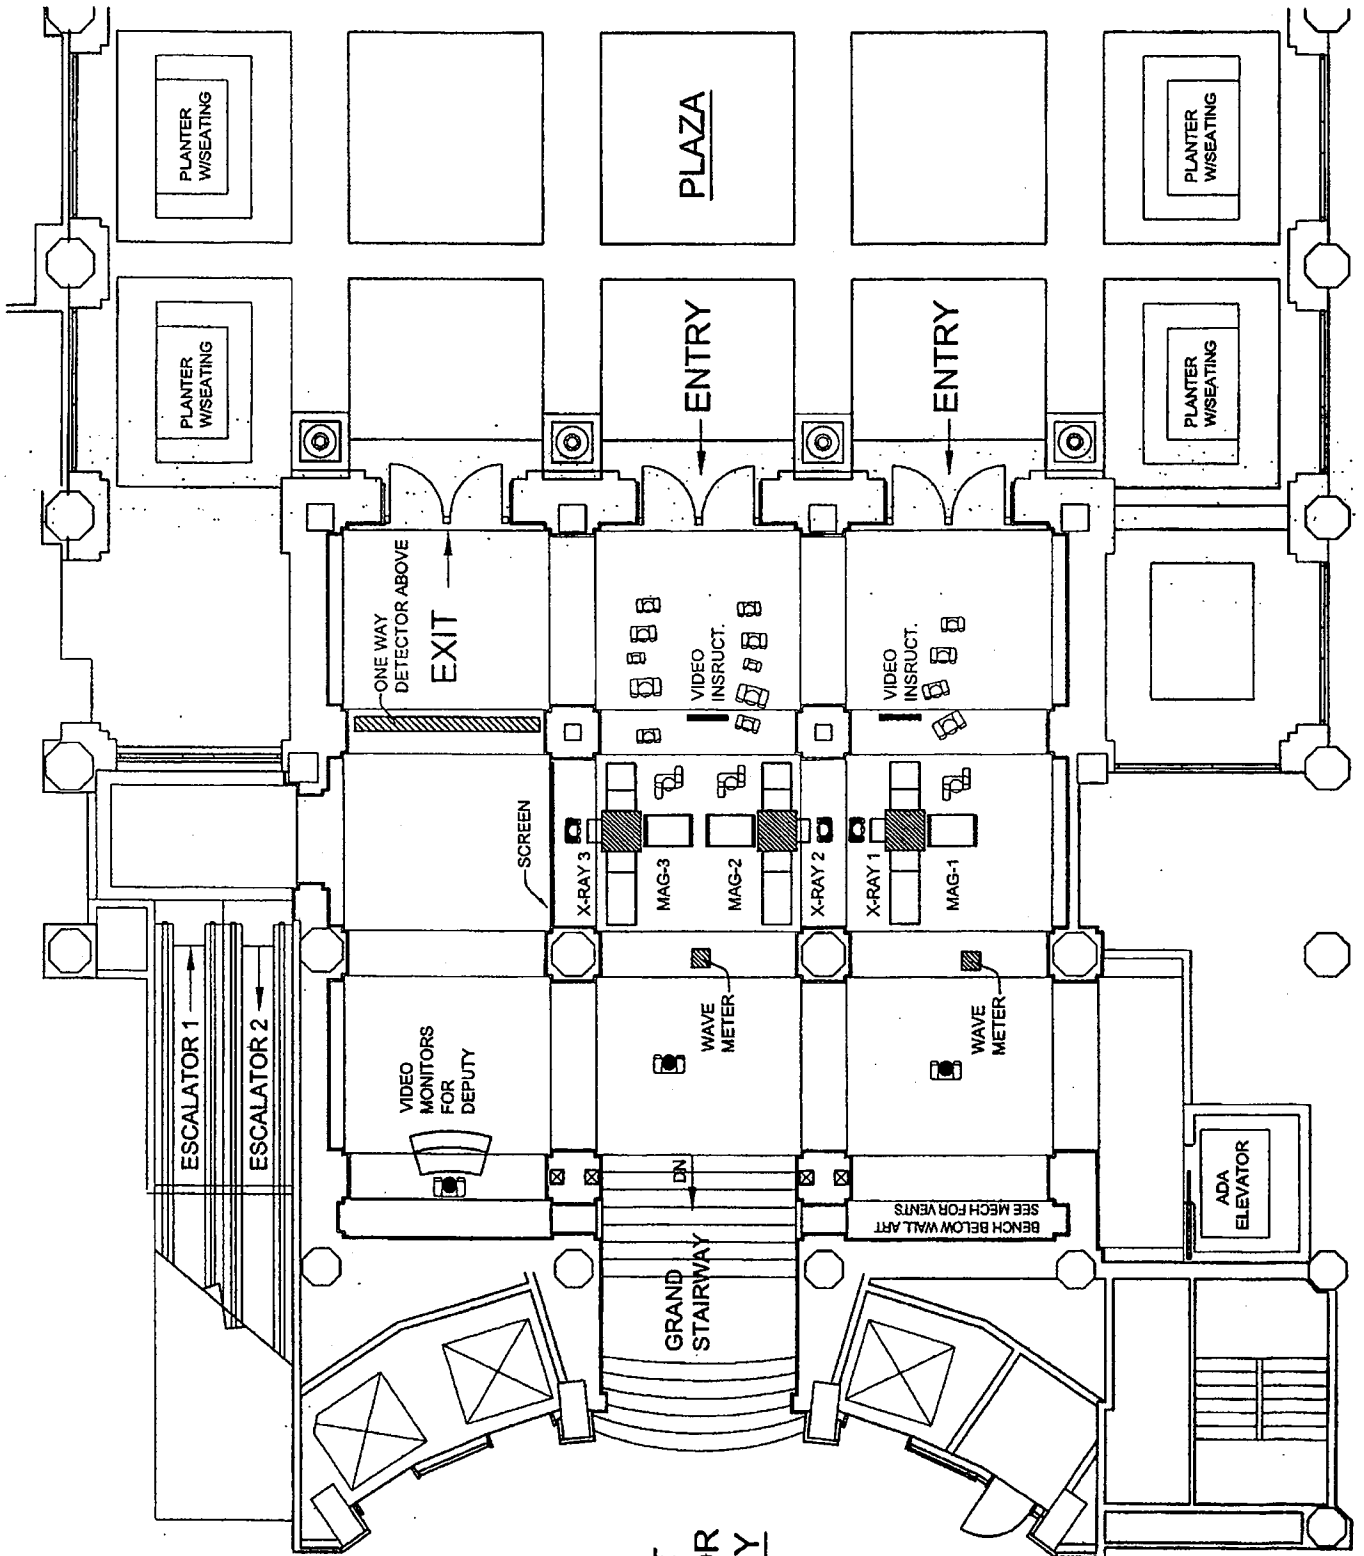 PLANTER
W/SEATING
PLANTER
W/SEATING
PLAZA
PLANTER
W/SEATING
PLANTER
W/SEATING
ENTRY
ENTRY
PLANTER
W/SEATING
ONE WAY
DETECTOR ABOVE
EXIT
VIDEO
INSRUCT.
VIDEO
INSRUCT.
SCREEN
X-RAY 3
MAG-3
MAG-2
X-RAY 2
X-RAY 1
MAG-1
ESCALATOR 1
ESCALATOR 2
VIDEO
MONITORS
FOR
DEPUTY
WAVE
METER
WAVE
METER
DN
GRAND
STAIRWAY
BENCH BELOW WALL ART
SEE MECH FOR VENTS
ADA
ELEVATOR